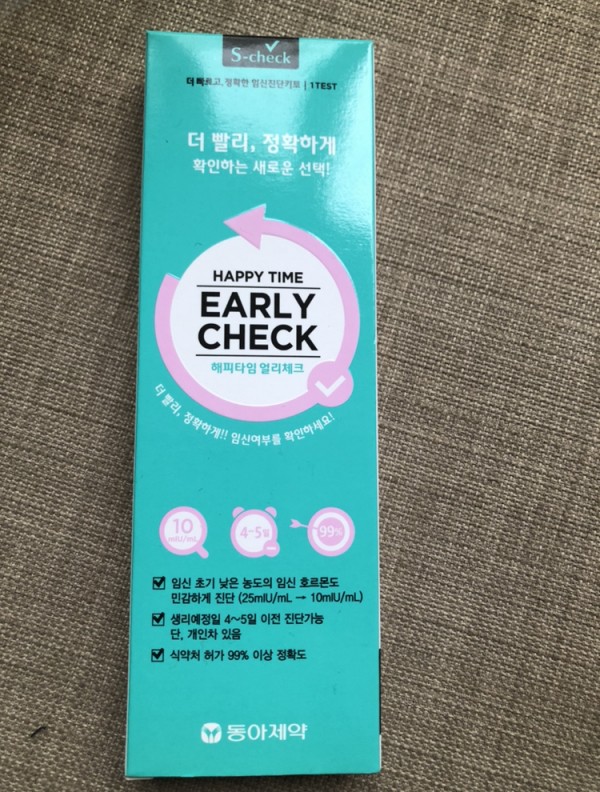 S-check
더 빠르고, 정확한 임신진단키트 | 1TEST
더 빨리, 정확하게
확인하는 새로운 선택!
HAPPY TIME
EARLY
CHECK
해피타임 얼리체크
더 빨리, 정확하게!! 임신여부를 확인하세요!
10
mIU/mL
4~5일
99%
임신 초기 낮은 농도의 임신 호르몬도
민감하게 진단 (25mIU/mL → 10mIU/mL)
생리예정일 4~5일 이전 진단가능
단, 개인차 있음
식약처 허가 99% 이상 정확도
동아제약